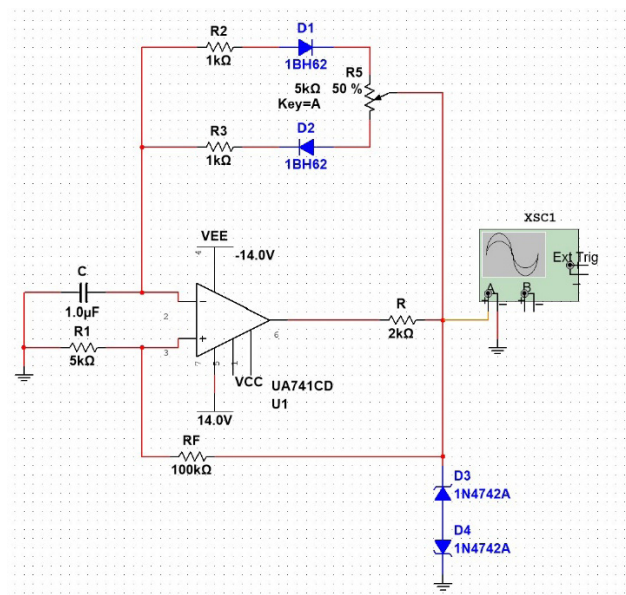 R2
1kΩ
D1
1BH62
R5
5kΩ
50 %
Key=A
R3
1kΩ
D2
1BH62
XSC1
Ext Trig
A
B
VEE
-14.0V
4
C
1.0µF
R1
5kΩ
2
3
6
7
5
1
R
2kΩ
VCC
UA741CD
U1
14.0V
RF
100kΩ
D3
1N4742A
D4
1N4742A